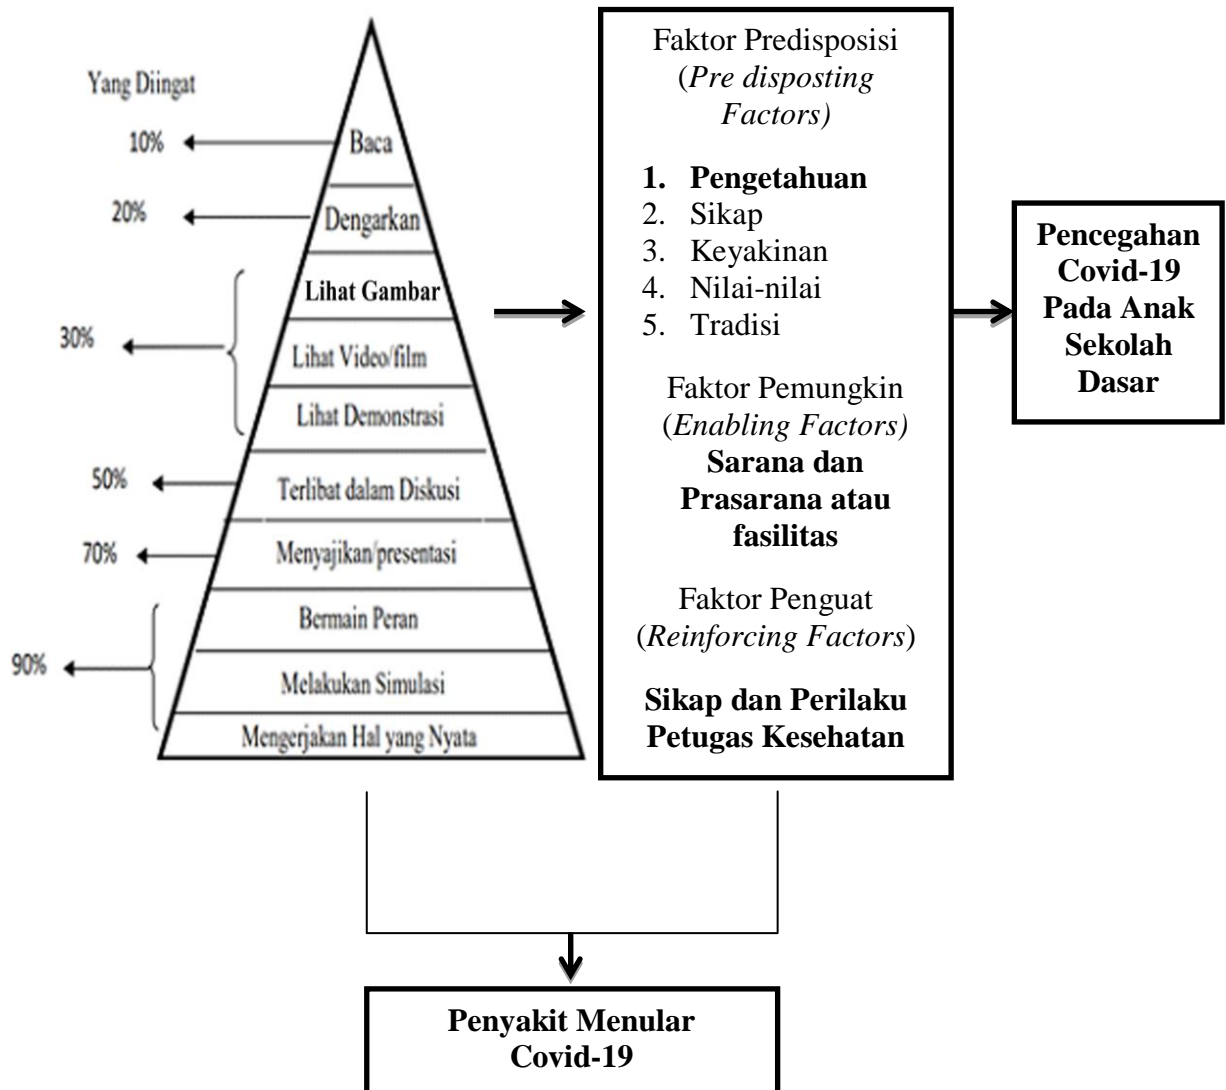 Yang Diingat
10%
Baca
20%
Dengarkan
Lihat Gambar
30%
Lihat Video/film
Lihat Demonstrasi
50%
Terlibat dalam Diskusi
70%
Menyajikan/presentasi
Bermain Peran
90%
Melakukan Simulasi
Mengerjakan Hal yang Nyata
Faktor Predisposisi
(Pre disposting
Factors)
1. Pengetahuan
2. Sikap
3. Keyakinan
4. Nilai-nilai
5. Tradisi
Faktor Pemungkin
(Enabling Factors)
Sarana dan
Prasarana atau
fasilitas
Faktor Penguat
(Reinforcing Factors)
Sikap dan Perilaku
Petugas Kesehatan
Pencegahan
Covid-19
Pada Anak
Sekolah
Dasar
Penyakit Menular
Covid-19